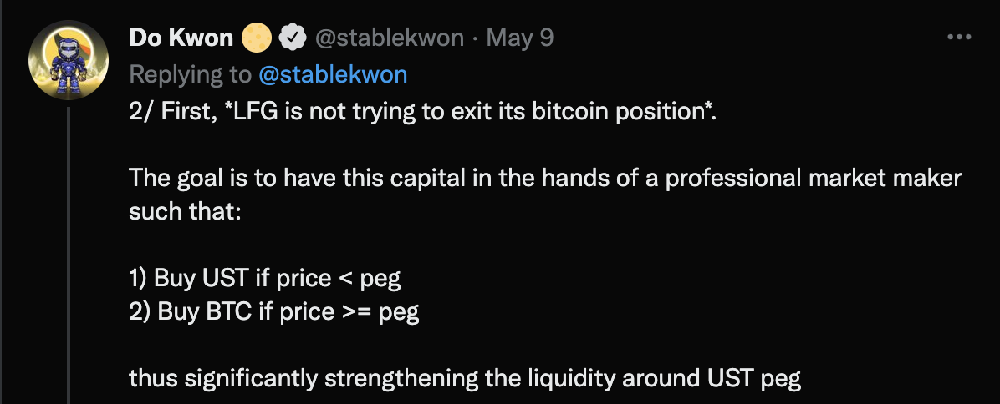 Do Kwon @stablekwon · May 9
Replying to @stablekwon
2/ First, *LFG is not trying to exit its bitcoin position*.
The goal is to have this capital in the hands of a professional market maker
such that:
1) Buy UST if price < peg
2) Buy BTC if price >= peg
thus significantly strengthening the liquidity around UST peg